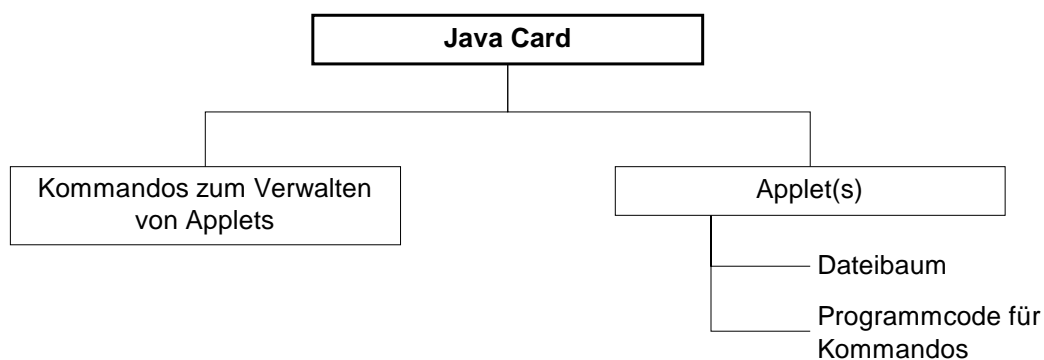 Java Card
Kommandos zum Verwalten
von Applets
Applet(s)
Dateibaum
Programmcode für
Kommandos